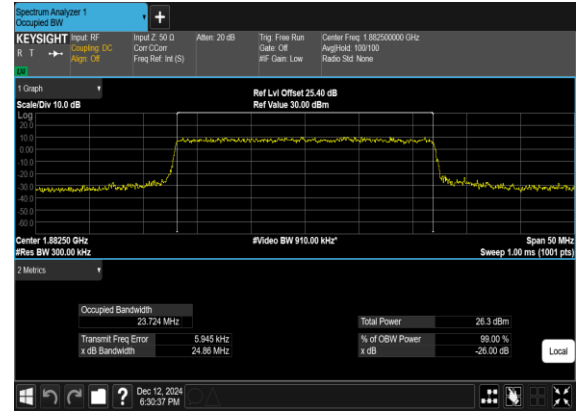 Spectrum Analyzer 1
Occupied BW
+
KEYSIGHT Input: RF Input Z: 50 Ω Atten: 20 dB Trig: Free Run Center Freq: 1.882500000 GHz
R T Coupling: DC Corr CCorr Gate: Off Avg|Hold: 100/100
Align: Off Freq Ref: Int (S) #IF Gain: Low Radio Std: None
LU
1 Graph
Ref Lvl Offset 25.40 dB
Scale/Div 10.0 dB Ref Value 30.00 dBm
Log
20.0
10.0
0.00
-10.0
-20.0
-30.0
-40.0
-50.0
-60.0
Center 1.88250 GHz #Video BW 910.00 kHz* Span 50 MHz
#Res BW 300.00 kHz Sweep 1.00 ms (1001 pts)
2 Metrics
Occupied Bandwidth
23.724 MHz Total Power 26.3 dBm
Transmit Freq Error 5.945 kHz % of OBW Power 99.00 %
x dB Bandwidth 24.86 MHz x dB -26.00 dB
Local
? Dec 12, 2024
6:30:37 PM